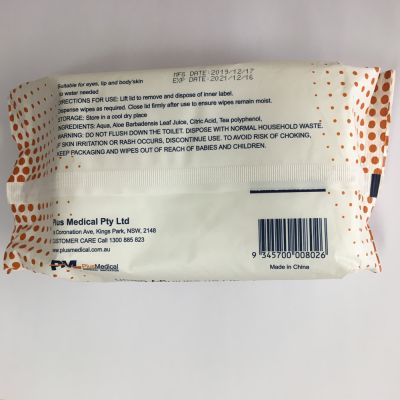 MFG DATE:2019/12/17
EXP DATE:2021/12/16
Suitable for eyes, lip and body'skin
no water needed
DIRECTIONS FOR USE: Lift lid to remove and dispose of inner label.
Dispense wipes as required. Close lid firmly after use to ensure wipes remain moist.
STORAGE: Store in a cool dry place
INGREDIENTS: Aqua, Aloe Barbadensis Leaf Juice, Citric Acid, Tea polyphenol,
WARNING: DO NOT FLUSH DOWN THE TOILET. DISPOSE WITH NORMAL HOUSEHOLD WASTE.
IF SKIN IRRITATION OR RASH OCCURS, DISCONTINUE USE. TO AVOID RISK OF CHOKING,
KEEP PACKAGING AND WIPES OUT OF REACH OF BABIES AND CHILDREN.
Plus Medical Pty Ltd
Coronation Ave, Kings Park, NSW, 2148
CUSTOMER CARE Call 1300 885 823
www.plusmedical.com.au
PM PlusMedical
9 345700 008026
Made in China